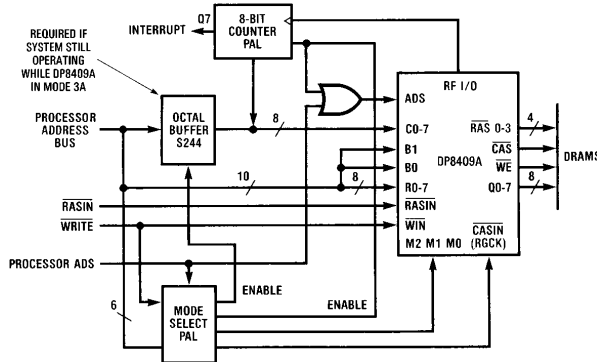 REQUIRED IF
SYSTEM STILL
OPERATING
WHILE DP8409A
IN MODE 3A
INTERRUPT
Q7
8-BIT
COUNTER
PAL
PROCESSOR
ADDRESS
BUS
OCTAL
BUFFER
S244
8
10
8
RASIN
WRITE
PROCESSOR ADS
6
MODE
SELECT
PAL
ENABLE
ENABLE
RF I/O
ADS
C0-7
B1
B0
R0-7
RASIN
WIN
M2 M1 M0
DP8409A
RAS 0-3
CAS
WE
Q0-7
CASIN
(RGCK)
4
8
DRAMS